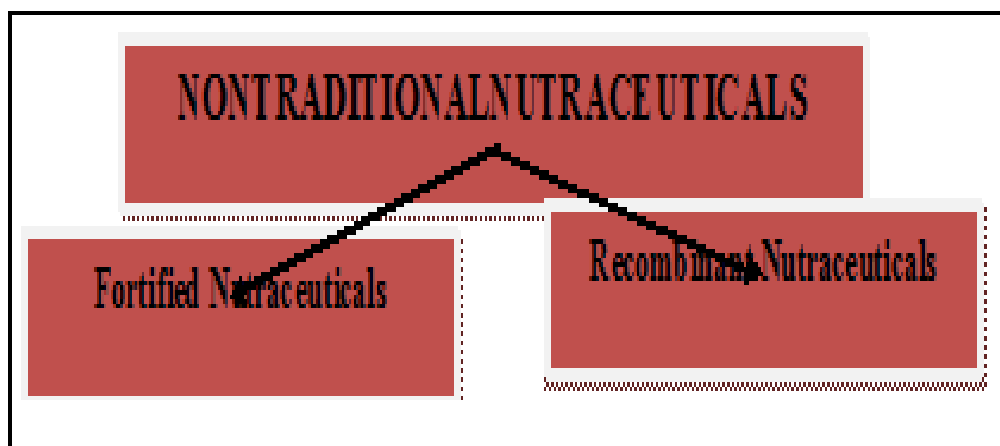 NONTRADITIONALNUTRACEUTICALS
Fortified Nutraceuticals
Recombinant Nutraceuticals